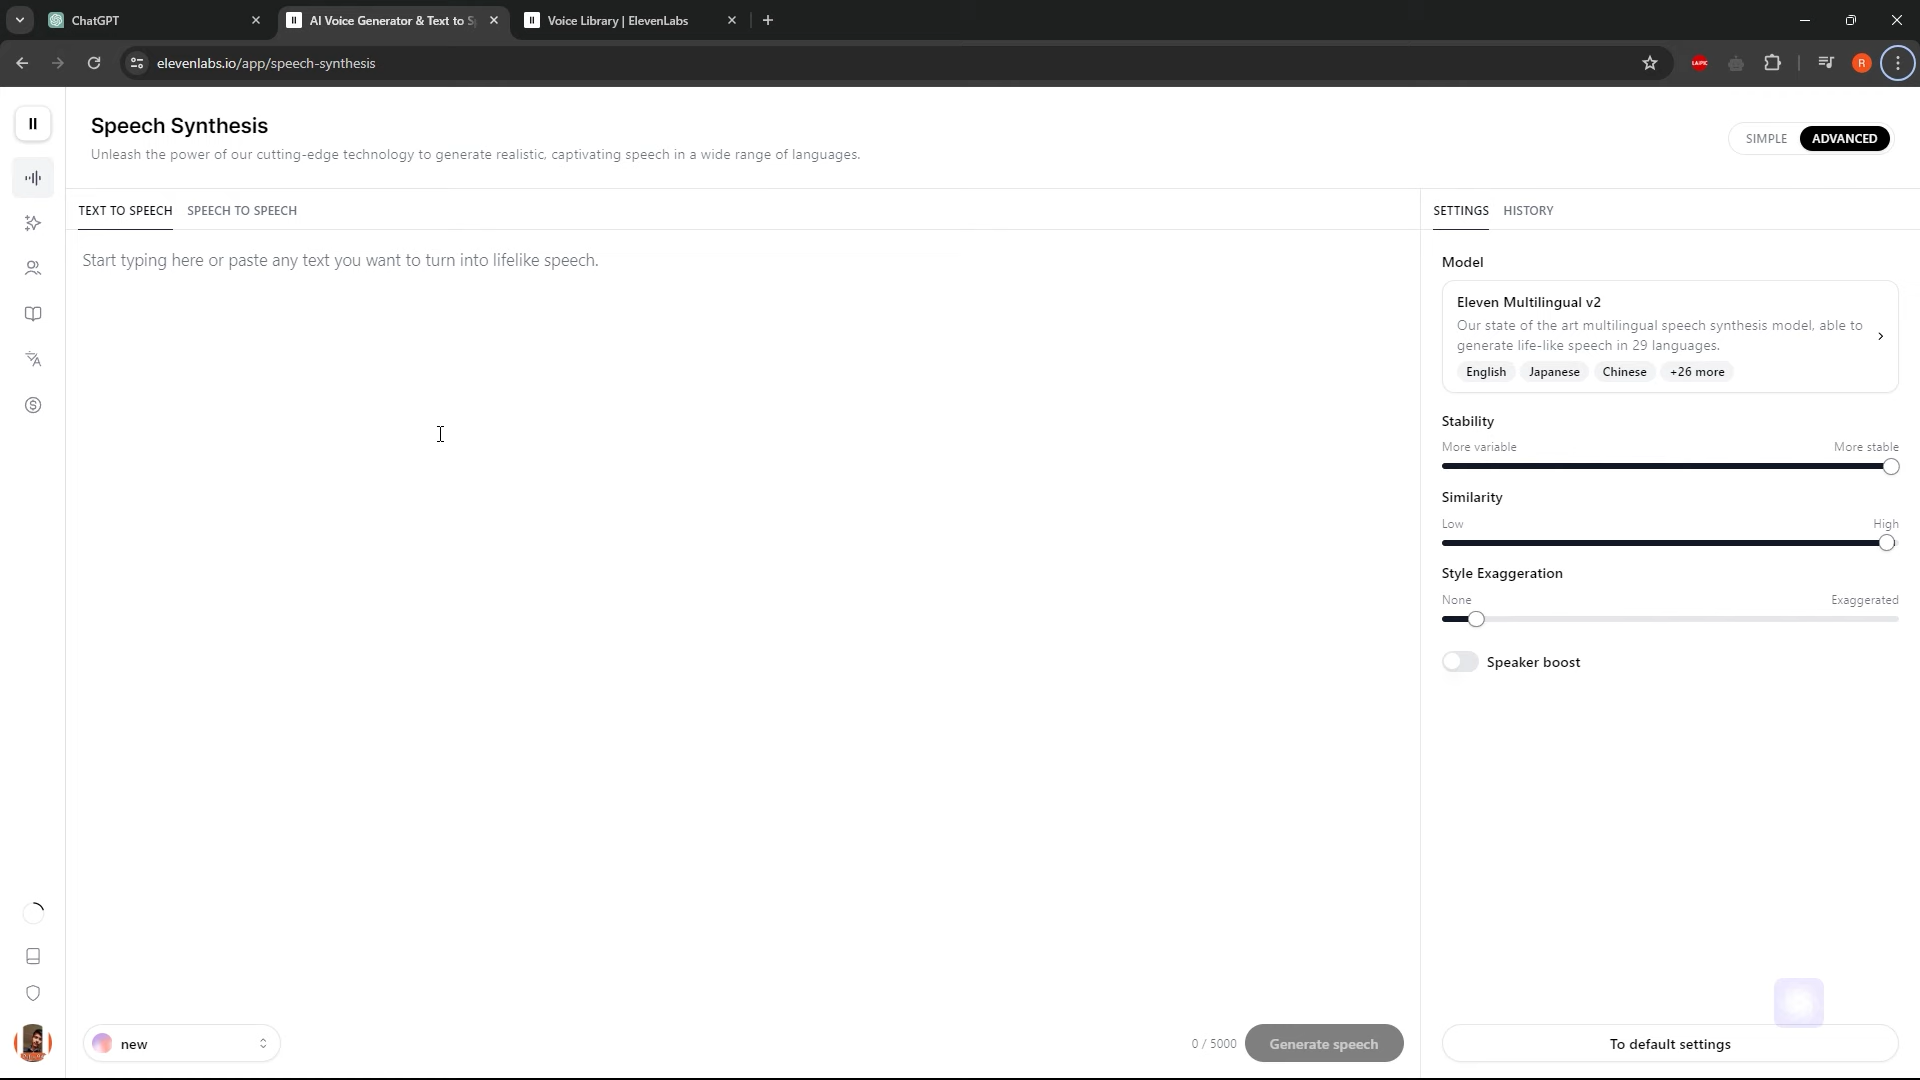 ChatGPT
AI Voice Generator & Text to S
Voice Library | ElevenLabs
elevenlabs.io/app/speech-synthesis
R
Speech Synthesis
Unleash the power of our cutting-edge technology to generate realistic, captivating speech in a wide range of languages.
SIMPLE
ADVANCED
TEXT TO SPEECH
SPEECH TO SPEECH
SETTINGS
HISTORY
Start typing here or paste any text you want to turn into lifelike speech.
Model
Eleven Multilingual v2
Our state of the art multilingual speech synthesis model, able to
generate life-like speech in 29 languages.
English
Japanese
Chinese
+26 more
Stability
More variable
More stable
Similarity
Low
High
Style Exaggeration
None
Exaggerated
Speaker boost
new
0 / 5000
Generate speech
To default settings